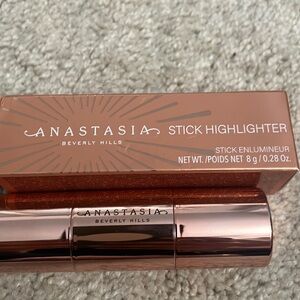 ANASTASIA STICK HIGHLIGHTER
BEVERLY HILLS
STICK ENLUMINEUR
NET WT. /POIDS NET 8 g / 0.28 Oz.
ANASTASIA
BEVERLY HILLS